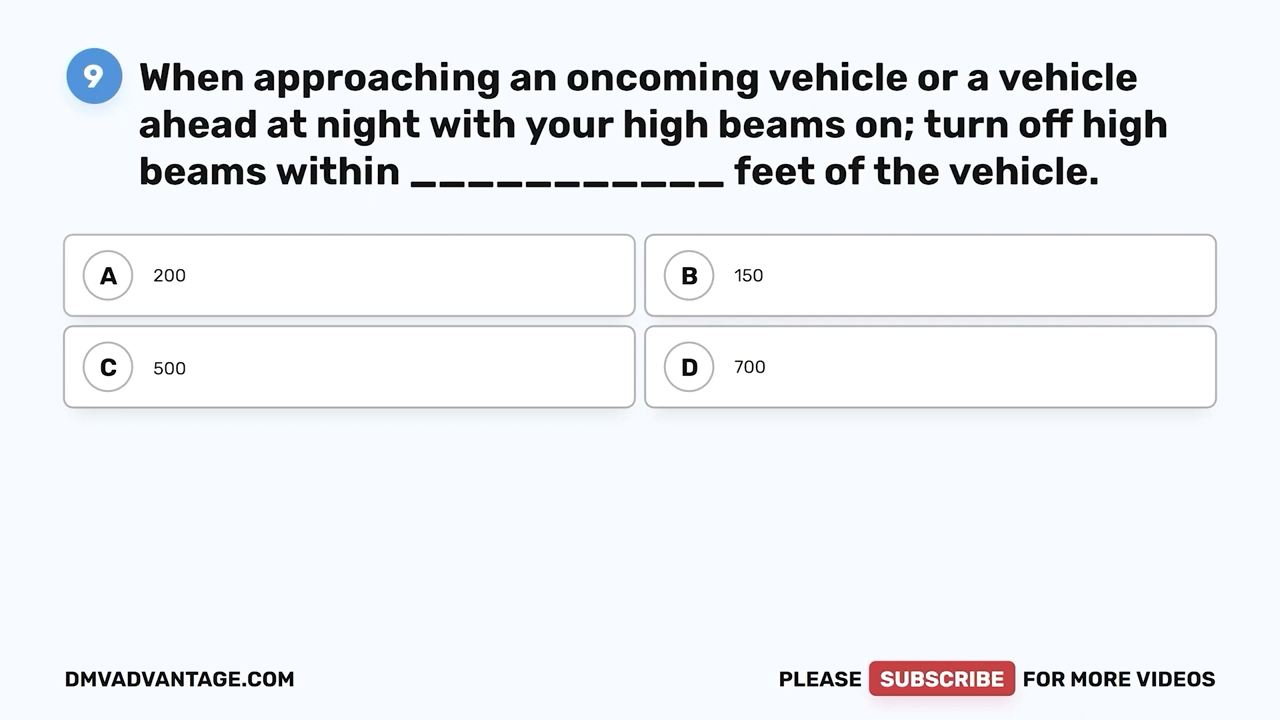 9
When approaching an oncoming vehicle or a vehicle
ahead at night with your high beams on; turn off high
beams within ___________ feet of the vehicle.
A 200
B 150
C 500
D 700
DMVADVANTAGE.COM
PLEASE SUBSCRIBE FOR MORE VIDEOS